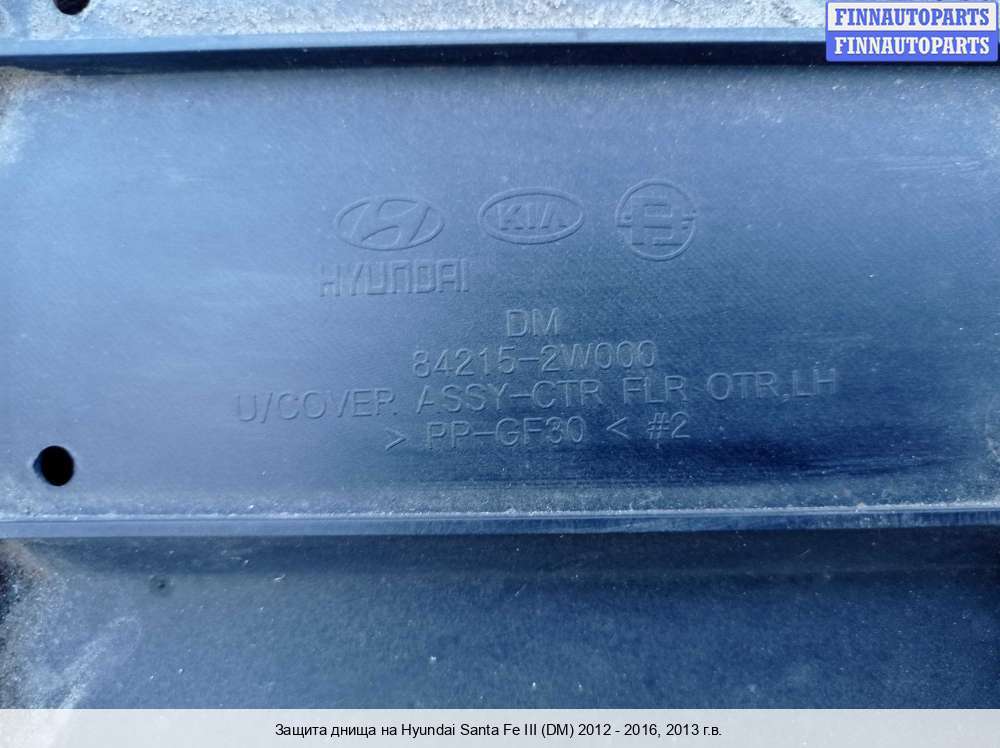 FINNAUTOPARTS
FINNAUTOPARTS
KIA
HYUNDAI
DM
84215-2W000
U/COVER ASSY-CTR FLR OTR,LH
> PP-GF30 < #2
Защита днища на Hyundai Santa Fe III (DM) 2012 - 2016, 2013 г.в.